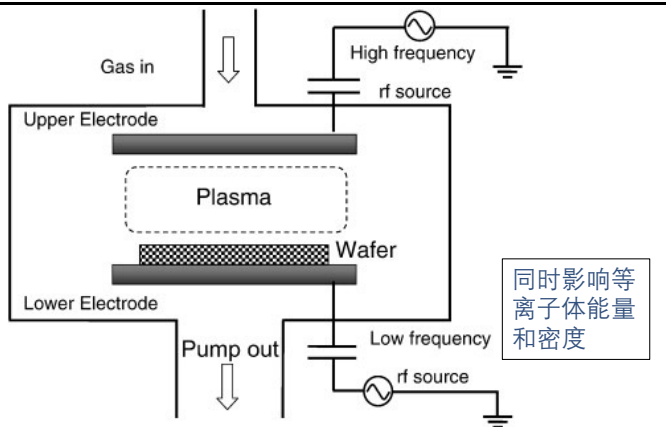 Gas in
High frequency
rf source
Upper Electrode
Plasma
Wafer
Lower Electrode
Pump out
Low frequency
rf source
同时影响等
离子体能量
和密度